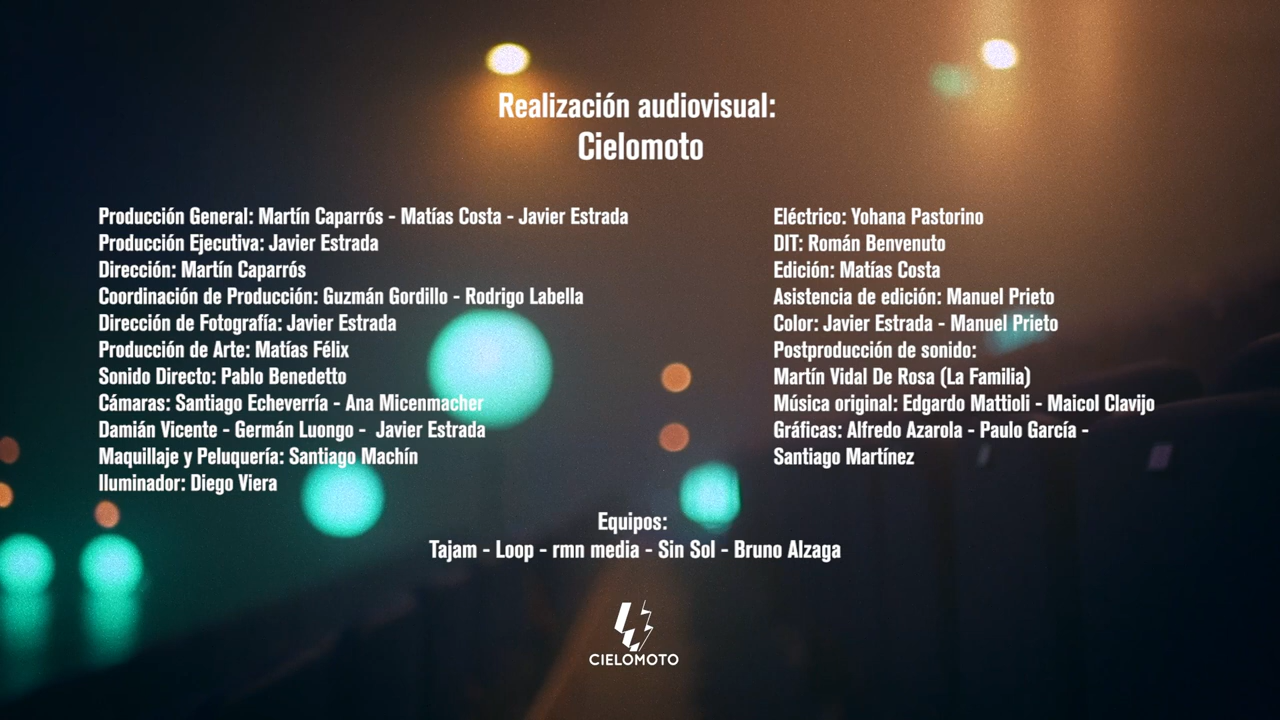 Realización audiovisual:
Cielomoto
Producción General: Martín Caparrós - Matías Costa - Javier Estrada
Producción Ejecutiva: Javier Estrada
Dirección: Martín Caparrós
Coordinación de Producción: Guzmán Gordillo - Rodrigo Labella
Dirección de Fotografía: Javier Estrada
Producción de Arte: Matías Félix
Sonido Directo: Pablo Benedetto
Cámaras: Santiago Echeverría - Ana Micenmacher
Damián Vicente - Germán Luongo - Javier Estrada
Maquillaje y Peluquería: Santiago Machín
Iluminador: Diego Viera
Eléctrico: Yohana Pastorino
DIT: Román Benvenuto
Edición: Matías Costa
Asistencia de edición: Manuel Prieto
Color: Javier Estrada - Manuel Prieto
Postproducción de sonido:
Martín Vidal De Rosa (La Familia)
Música original: Edgardo Mattioli - Maicol Clavijo
Gráficas: Alfredo Azarola - Paulo García -
Santiago Martínez
Equipos:
Tajam - Loop - rmn media - Sin Sol - Bruno Alzaga
CIELOMOTO